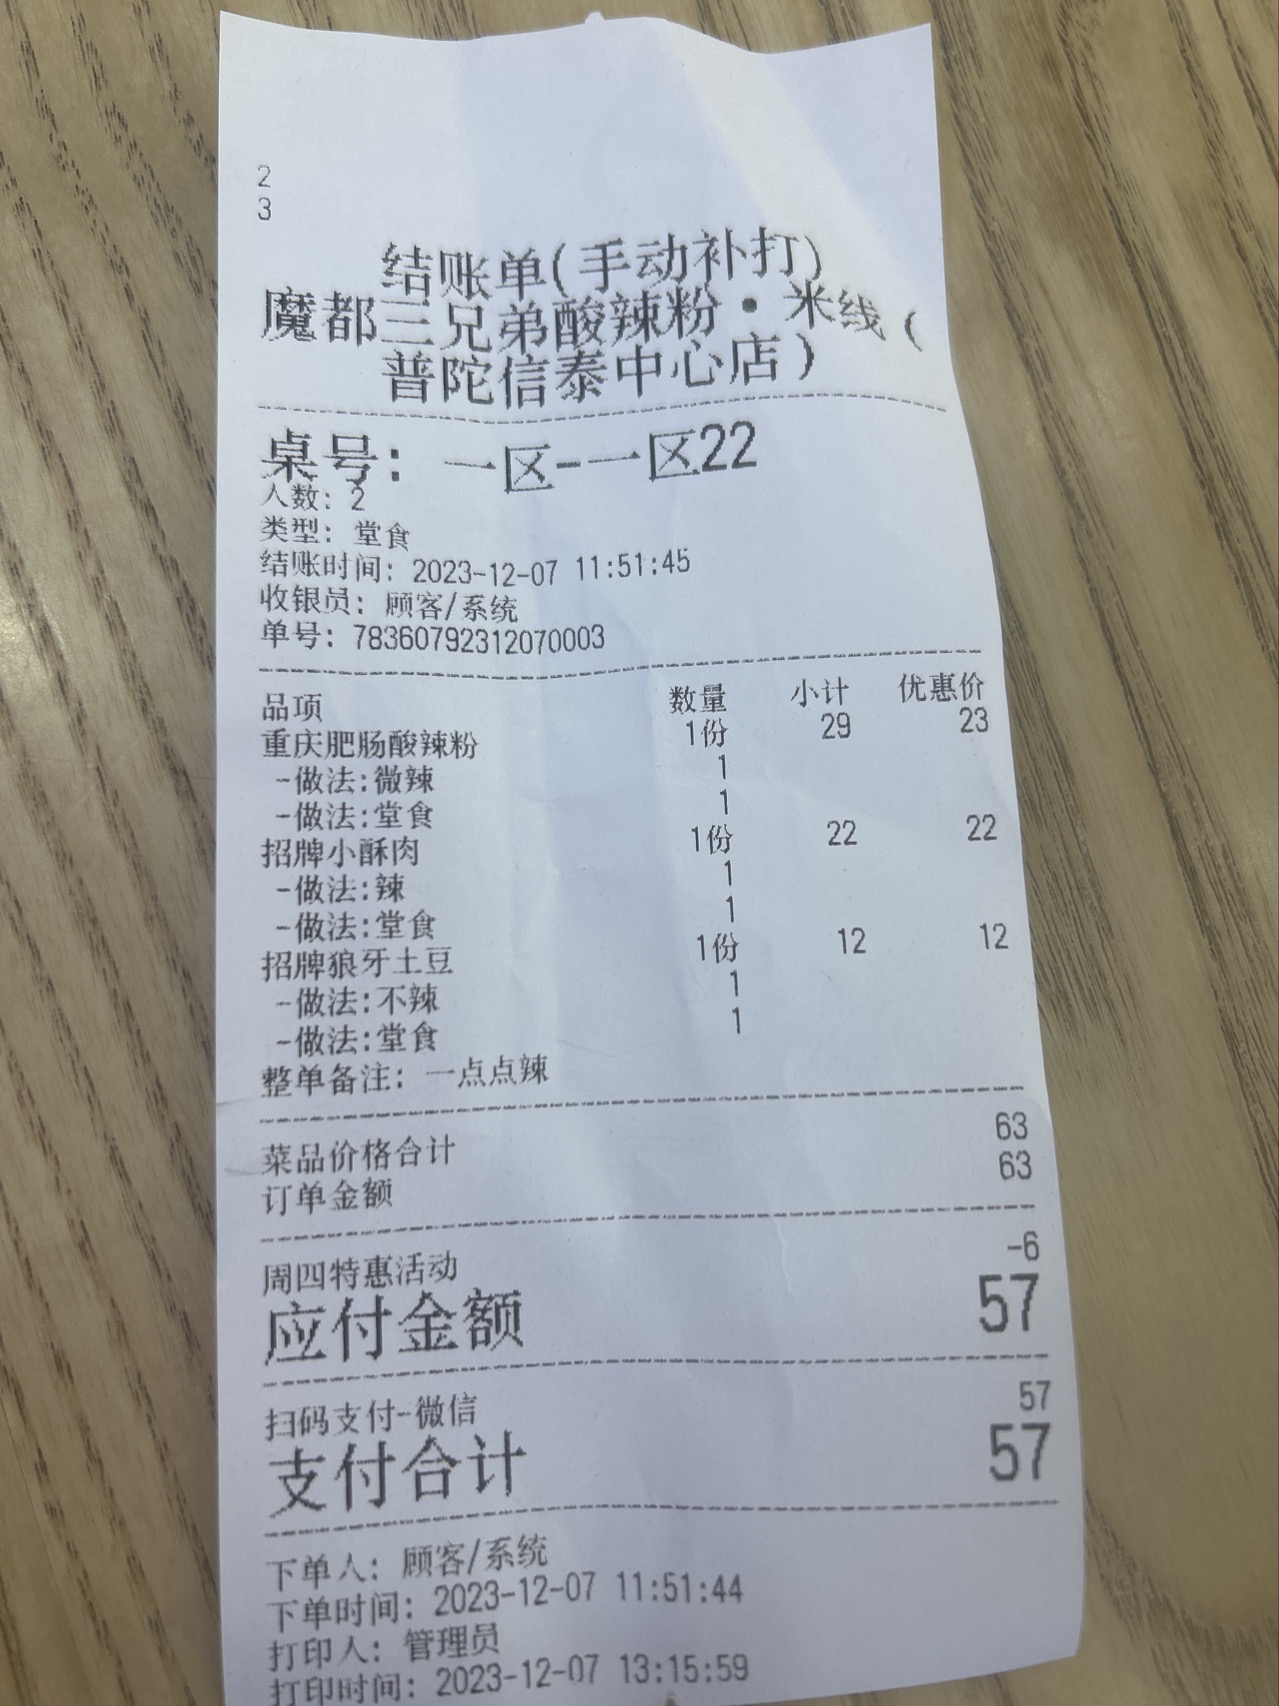 2
3
结账单(手动补打)
魔都三兄弟酸辣粉·米线(
普陀信泰中心店)
桌号: 一区-一区22
人数: 2
类型: 堂食
结账时间: 2023-12-07 11:51:45
收银员: 顾客/系统
单号: 78360792312070003
品项 数量 小计 优惠价
重庆肥肠酸辣粉 1份 29 23
-做法:微辣 1
-做法:堂食 1
招牌小酥肉 1份 22 22
-做法:辣 1
-做法:堂食 1
招牌狼牙土豆 1份 12 12
-做法:不辣 1
-做法:堂食 1
整单备注: 一点点辣
菜品价格合计 63
订单金额 63
周四特惠活动 -6
应付金额 57
扫码支付-微信 57
支付合计 57
下单人: 顾客/系统
下单时间: 2023-12-07 11:51:44
打印人: 管理员
打印时间: 2023-12-07 13:15:59